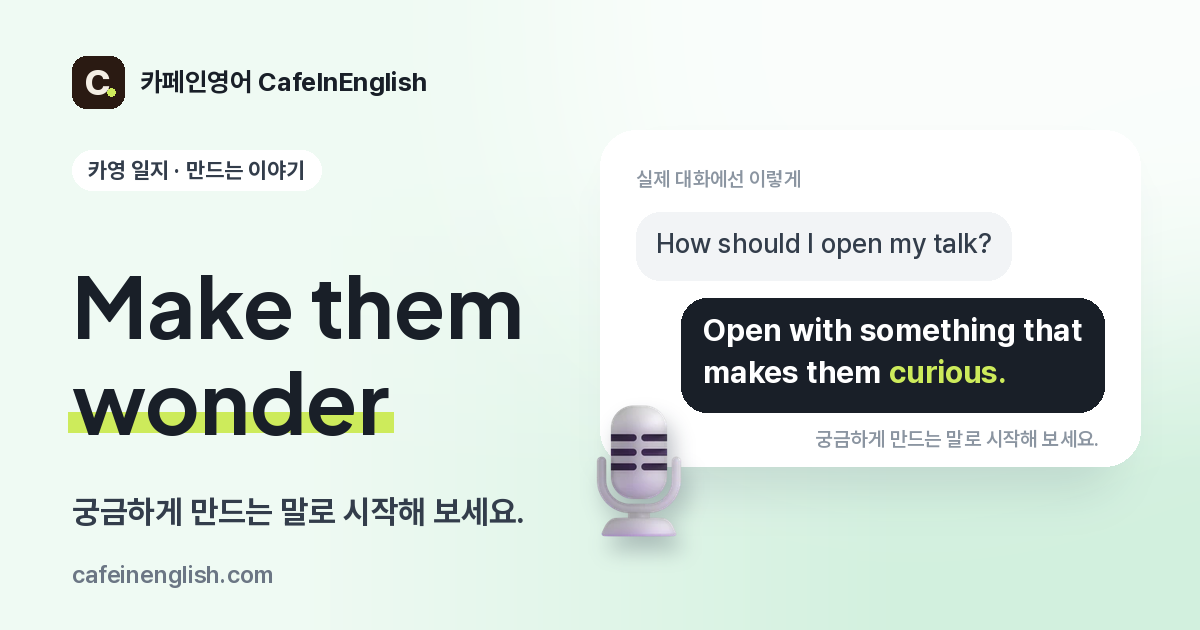 C
카페인영어 CafeInEnglish
카영 일지 · 만드는 이야기
Make them
wonder
궁금하게 만드는 말로 시작해 보세요.
cafeinenglish.com
실제 대화에선 이렇게
How should I open my talk?
Open with something that
makes them curious.
궁금하게 만드는 말로 시작해 보세요.